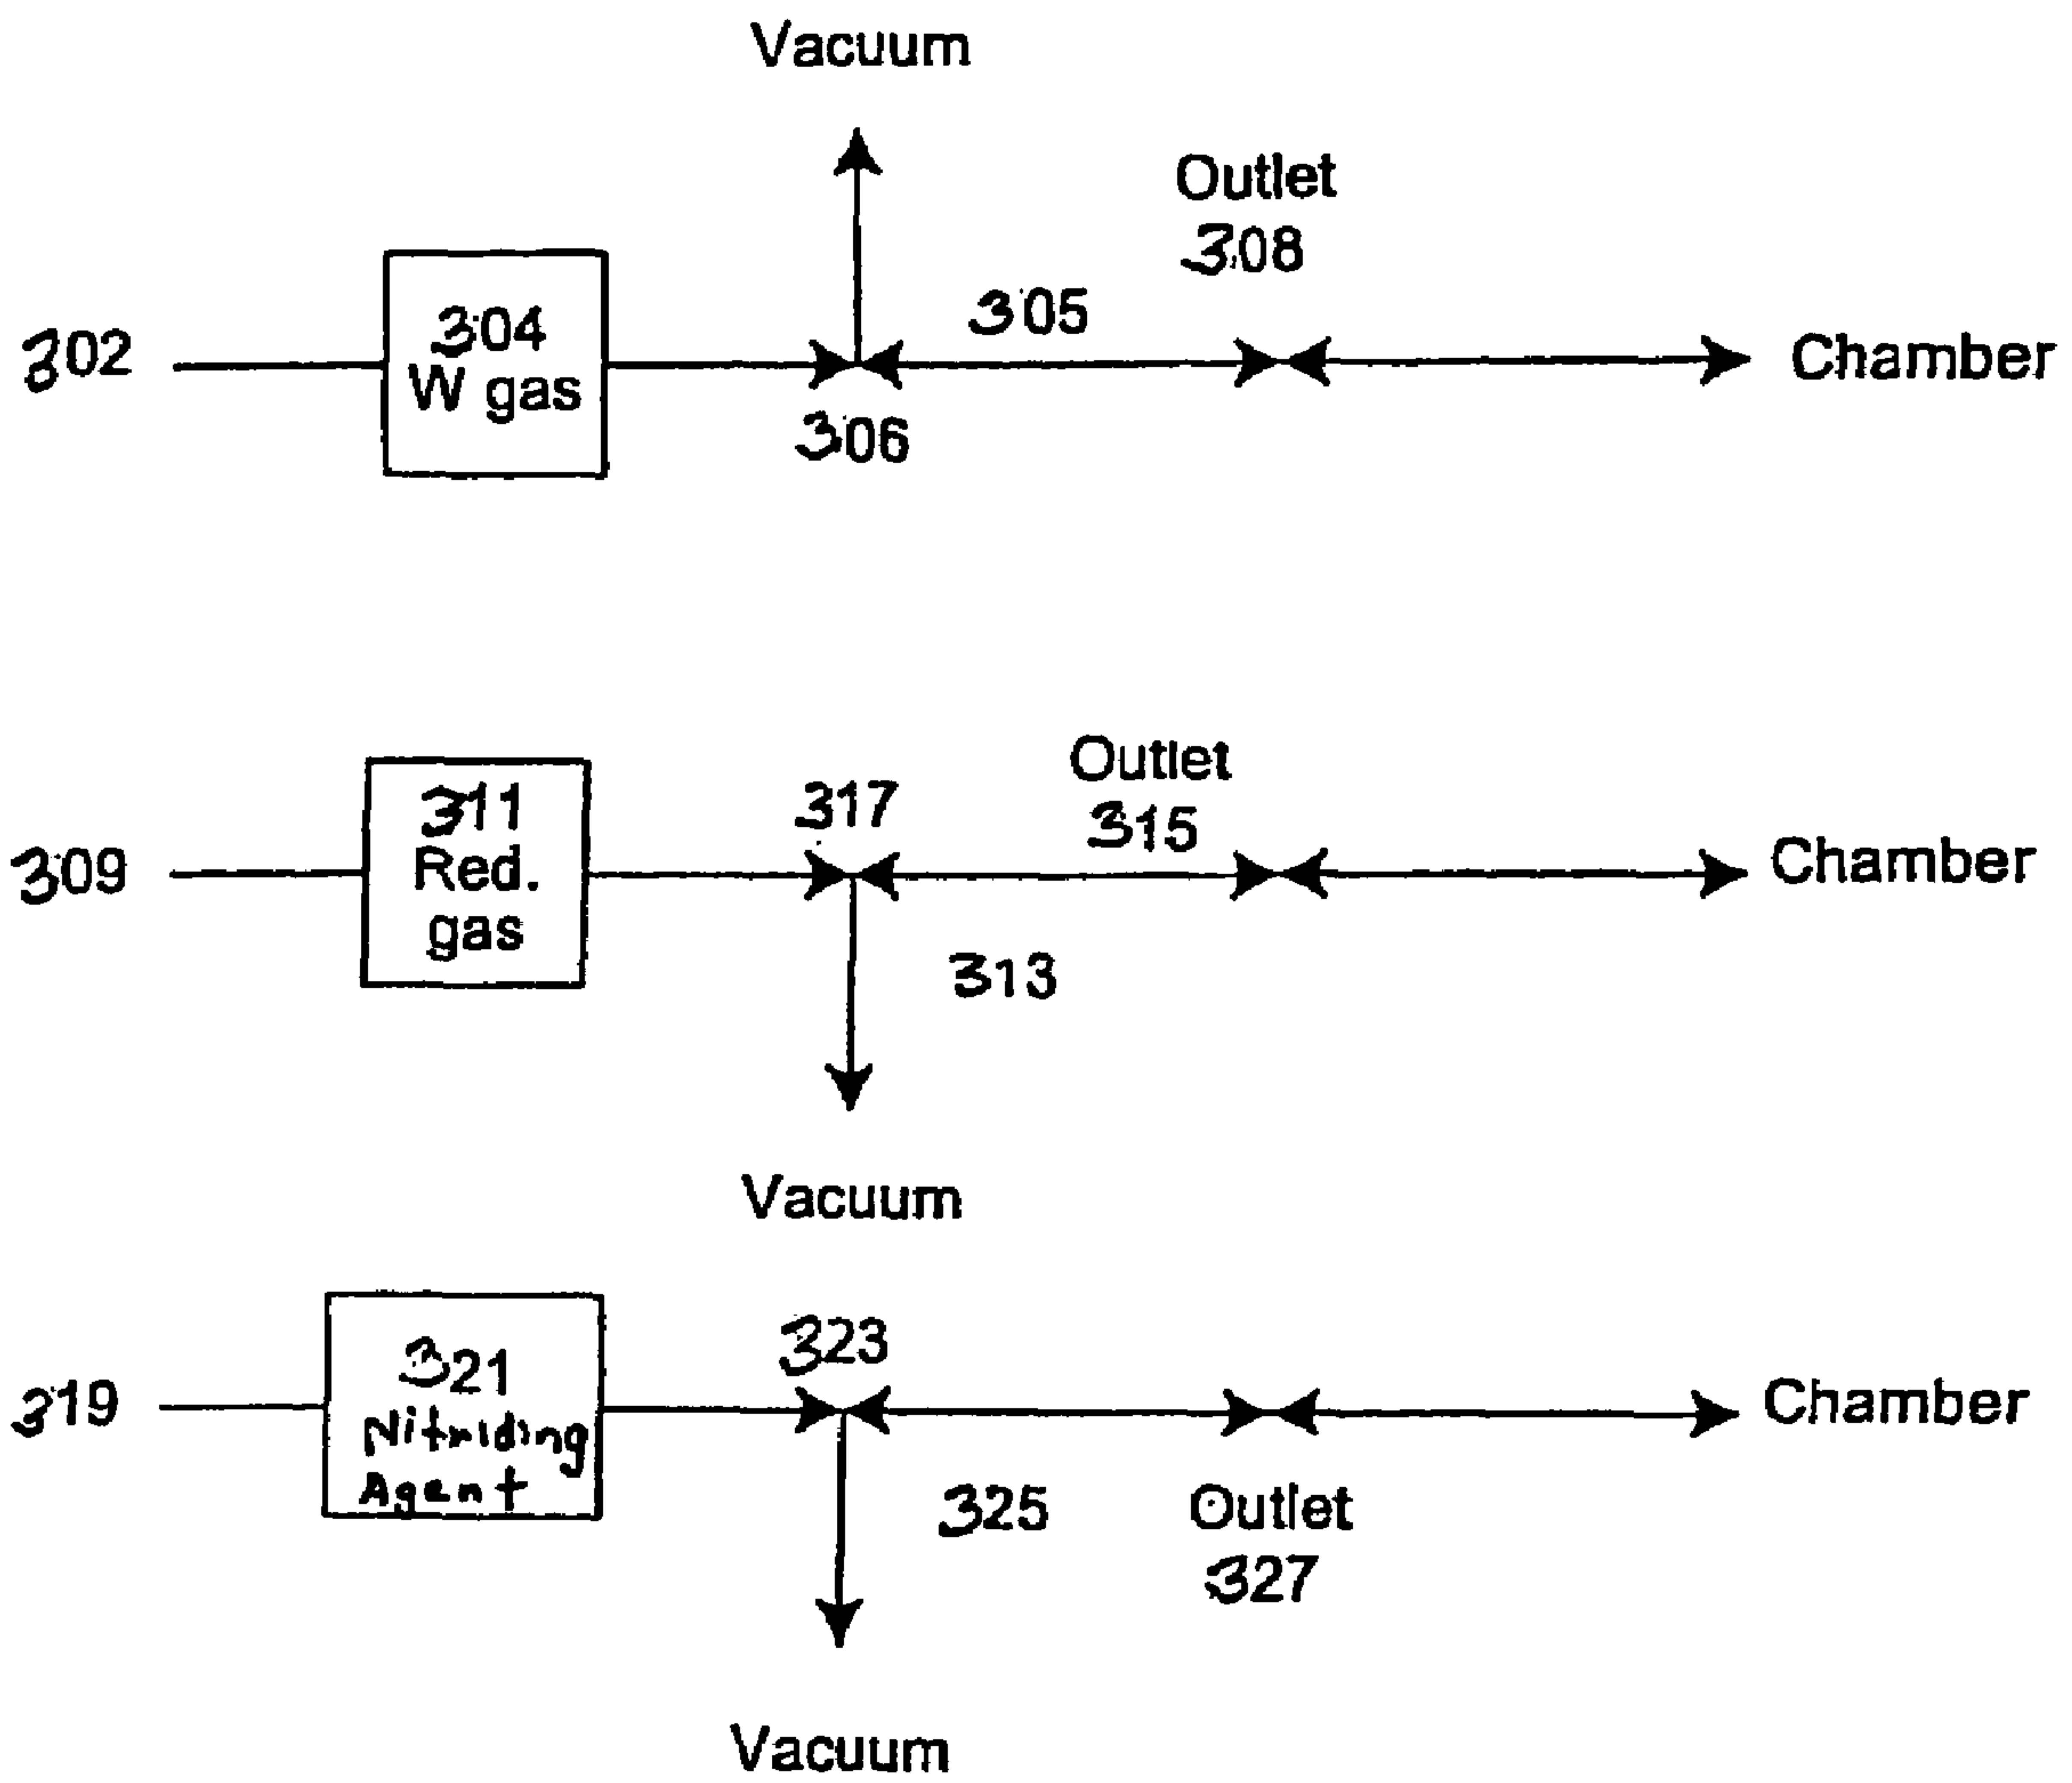 Vacuum
Outlet
308
305
302
304
W gas
Chamber
306
Outlet
315
317
311
Red.
gas
309
Chamber
313
Vacuum
323
321
Nitriding
Agent
319
Chamber
325
Outlet
327
Vacuum